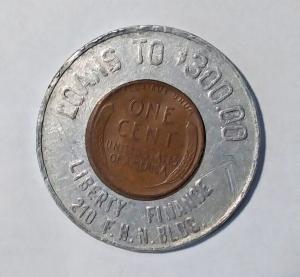 LOANS TO $300.00
ONE
CENT
UNITED STATES
OF AMERICA
LIBERTY FINANCE
210 F.H.N. BLDG.